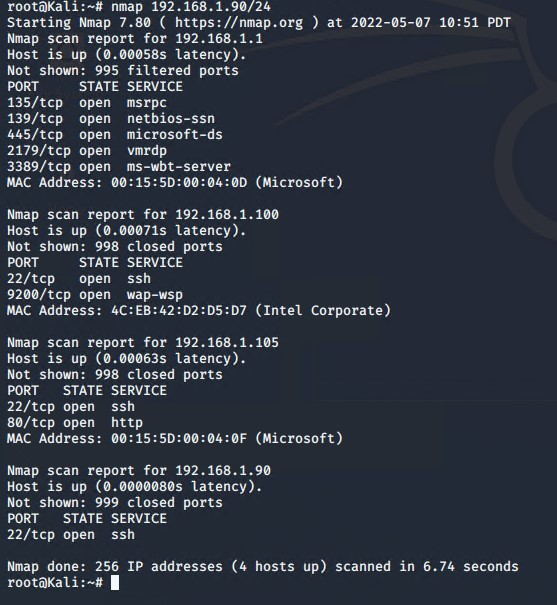 root@Kali:~# nmap 192.168.1.90/24
Starting Nmap 7.80 ( https://nmap.org ) at 2022-05-07 10:51 PDT
Nmap scan report for 192.168.1.1
Host is up (0.00058s latency).
Not shown: 995 filtered ports
PORT     STATE SERVICE
135/tcp  open  msrpc
139/tcp  open  netbios-ssn
445/tcp  open  microsoft-ds
2179/tcp open  vmrdp
3389/tcp open  ms-wbt-server
MAC Address: 00:15:5D:00:04:0D (Microsoft)

Nmap scan report for 192.168.1.100
Host is up (0.00071s latency).
Not shown: 998 closed ports
PORT     STATE SERVICE
22/tcp   open  ssh
9200/tcp open  wap-wsp
MAC Address: 4C:EB:42:D2:D5:D7 (Intel Corporate)

Nmap scan report for 192.168.1.105
Host is up (0.00063s latency).
Not shown: 998 closed ports
PORT   STATE SERVICE
22/tcp open  ssh
80/tcp open  http
MAC Address: 00:15:5D:00:04:0F (Microsoft)

Nmap scan report for 192.168.1.90
Host is up (0.0000080s latency).
Not shown: 999 closed ports
PORT   STATE SERVICE
22/tcp open  ssh

Nmap done: 256 IP addresses (4 hosts up) scanned in 6.74 seconds
root@Kali:~#